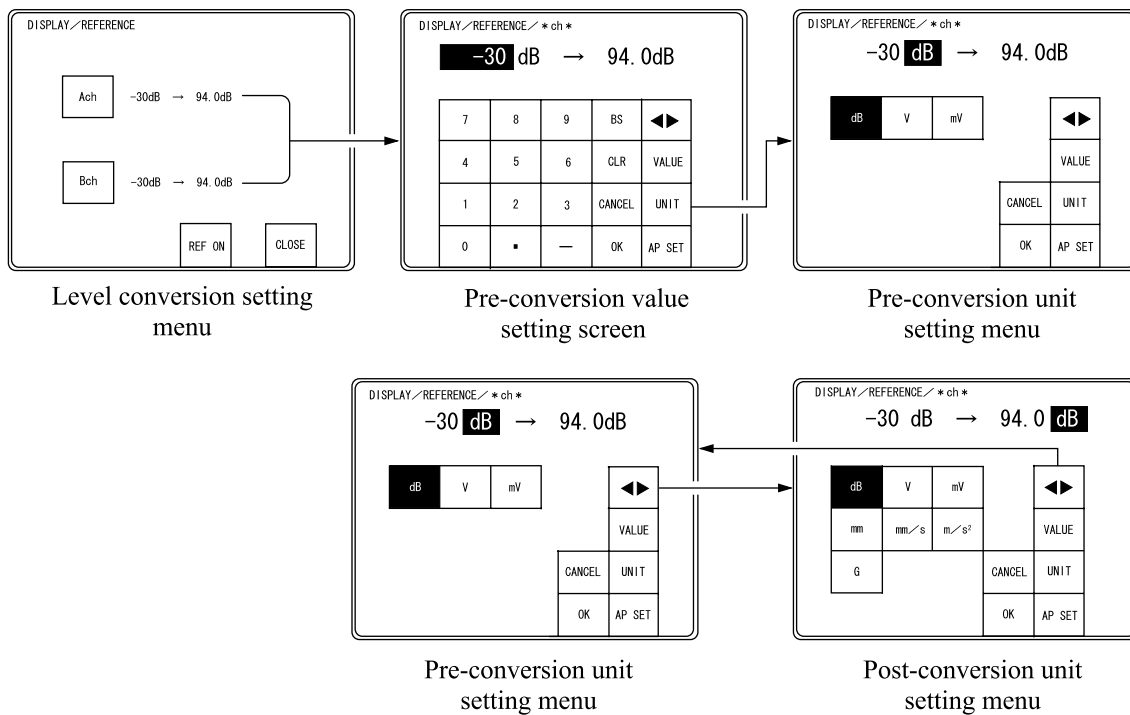 DISPLAY／REFERENCE
Ach -30dB → 94.0dB
Bch -30dB → 94.0dB
REF ON CLOSE
Level conversion setting
menu
DISPLAY／REFERENCE／＊ch＊
-30 dB → 94.0dB
7 8 9 BS ◀▶
4 5 6 CLR VALUE
1 2 3 CANCEL UNIT
0 ▪ — OK AP SET
Pre-conversion value
setting screen
DISPLAY／REFERENCE／＊ch＊
-30 dB → 94.0dB
dB V mV ◀▶
VALUE
CANCEL UNIT
OK AP SET
Pre-conversion unit
setting menu
DISPLAY／REFERENCE／＊ch＊
-30 dB → 94.0dB
dB V mV ◀▶
VALUE
CANCEL UNIT
OK AP SET
Pre-conversion unit
setting menu
DISPLAY／REFERENCE／＊ch＊
-30 dB → 94.0 dB
dB V mV ◀▶
mm mm／s m／s² VALUE
G CANCEL UNIT
OK AP SET
Post-conversion unit
setting menu